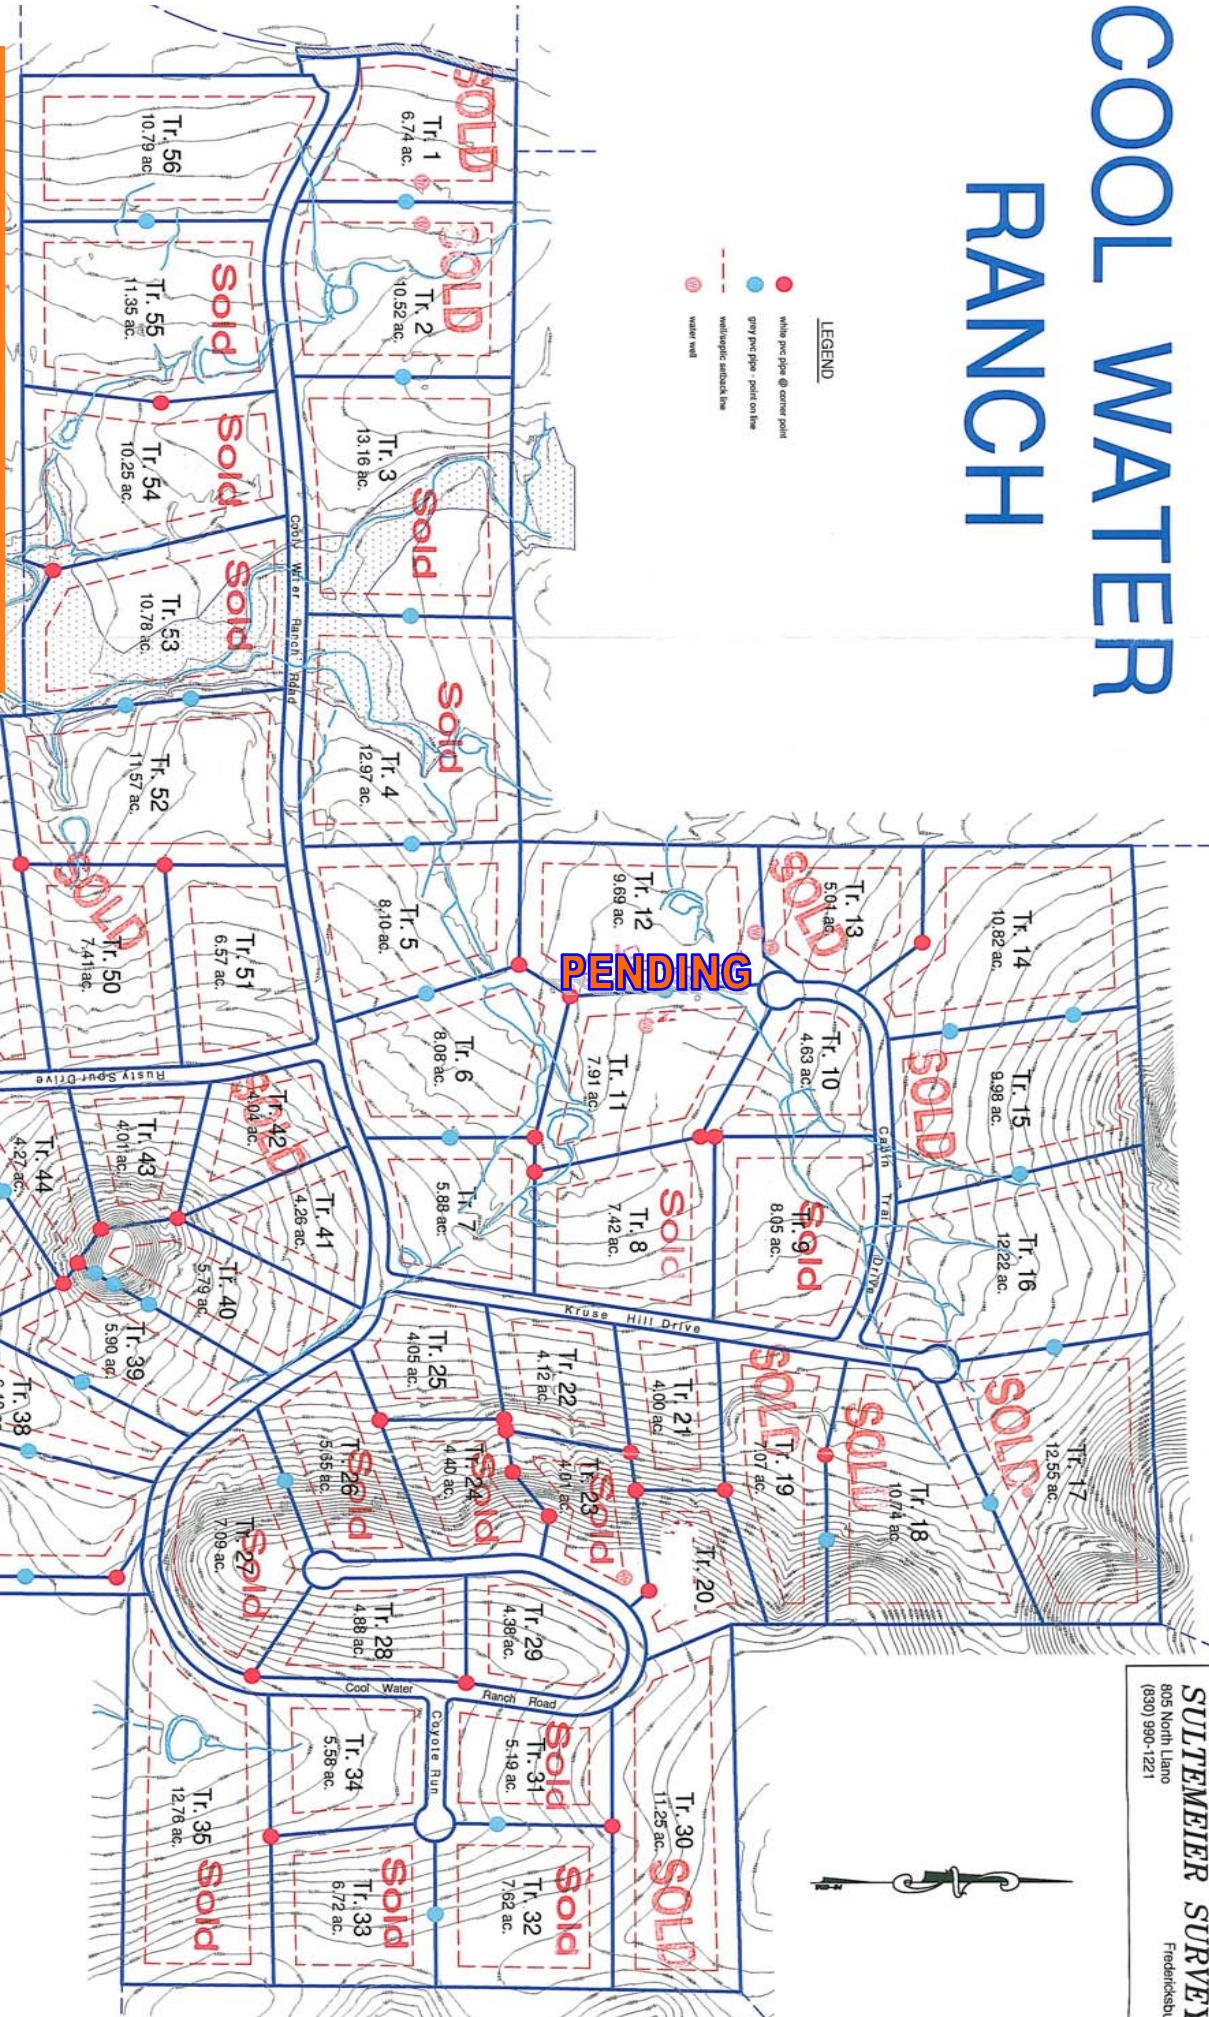 COOL WATER
RANCH
LEGEND
white pvc pipe @ corner point
grey pvc pipe - point on line
well/septic setback line
water well
SULTEMEIER SURVEY
805 North Llano
(830) 990-1221
Fredericksbu
Tr. 1
6.74 ac.
SOLD
Tr. 2
10.52 ac.
SOLD
Tr. 3
13.16 ac.
Sold
Tr. 4
12.97 ac.
Sold
Tr. 5
8.10 ac.
Tr. 6
8.08 ac.
Tr. 7
5.88 ac.
Tr. 8
7.42 ac.
Sold
Tr. 9
8.05 ac.
Sold
Tr. 10
4.63 ac.
Tr. 11
7.91 ac.
Tr. 12
9.69 ac.
PENDING
Tr. 13
5.01 ac.
SOLD
Tr. 14
10.82 ac.
Tr. 15
9.98 ac.
SOLD
Tr. 16
12.22 ac.
Tr. 17
12.55 ac.
SOLD
Tr. 18
10.74 ac.
SOLD
Tr. 19
7.07 ac.
SOLD
Tr. 20
Tr. 21
4.00 ac.
Tr. 22
4.12 ac.
Tr. 23
4.01 ac.
Sold
Tr. 24
4.40 ac.
Sold
Tr. 25
4.05 ac.
Tr. 26
5.65 ac.
Sold
Tr. 27
7.09 ac.
Sold
Tr. 28
4.88 ac.
Tr. 29
4.38 ac.
Tr. 30
11.25 ac.
SOLD
Tr. 31
5.19 ac.
Sold
Tr. 32
7.62 ac.
Sold
Tr. 33
6.72 ac.
Sold
Tr. 34
5.58 ac.
Tr. 35
12.76 ac.
Sold
Tr. 38
Tr. 39
5.90 ac.
Tr. 40
5.79 ac.
Tr. 41
4.26 ac.
Tr. 42
4.04 ac.
SOLD
Tr. 43
4.01 ac.
Tr. 44
4.27 ac.
Tr. 50
7.41 ac.
SOLD
Tr. 51
6.57 ac.
Tr. 52
11.57 ac.
Tr. 53
10.78 ac.
Sold
Tr. 54
10.25 ac.
Sold
Tr. 55
11.35 ac.
Sold
Tr. 56
10.79 ac.
Cool Water Ranch Road
Rusty Spur Drive
Kruse Hill Drive
Cabin Trail Drive
Cool Water Ranch Road
Coyote Run